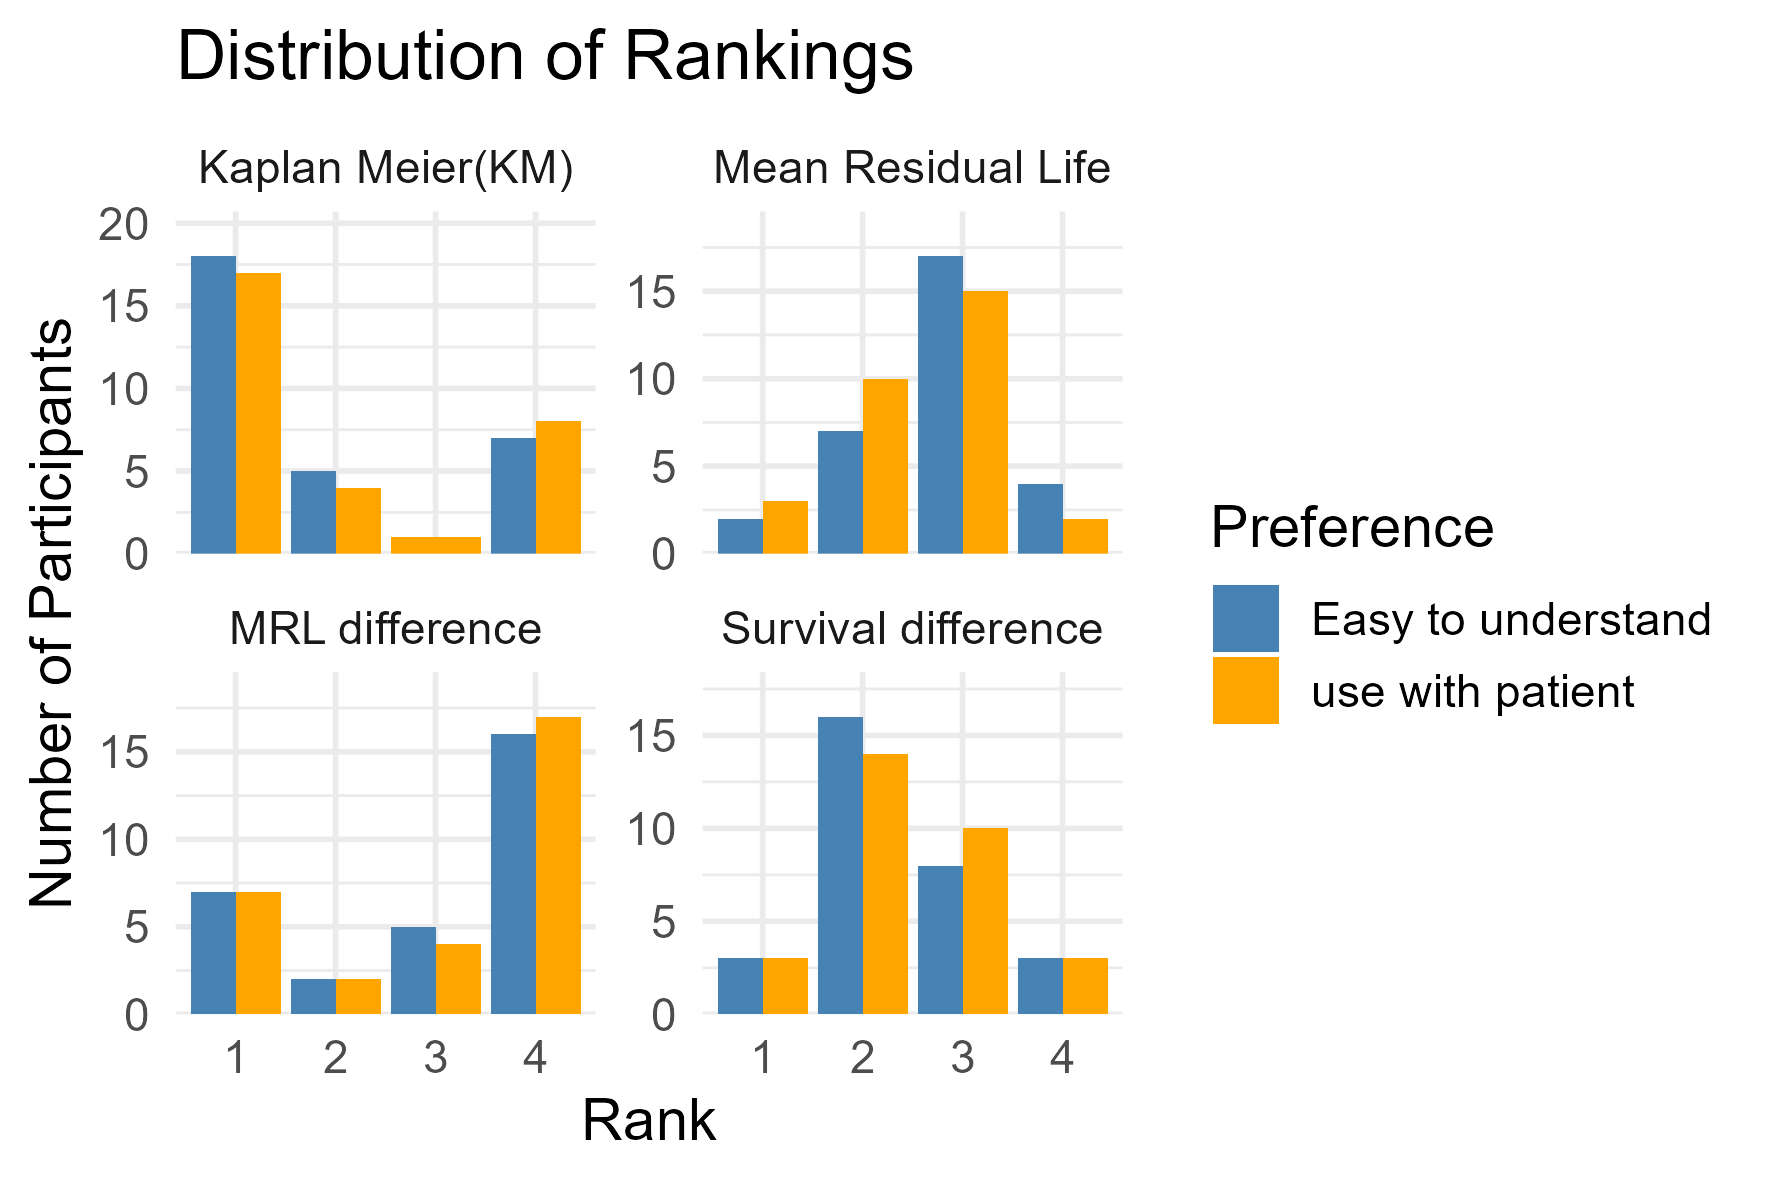 Distribution of Rankings
Kaplan Meier(KM)
Mean Residual Life
20
15
10
5
0
15
10
5
0
MRL difference
Survival difference
15
10
5
0
15
10
5
0
1 2 3 4
1 2 3 4
Rank
Number of Participants
Preference
Easy to understand
use with patient